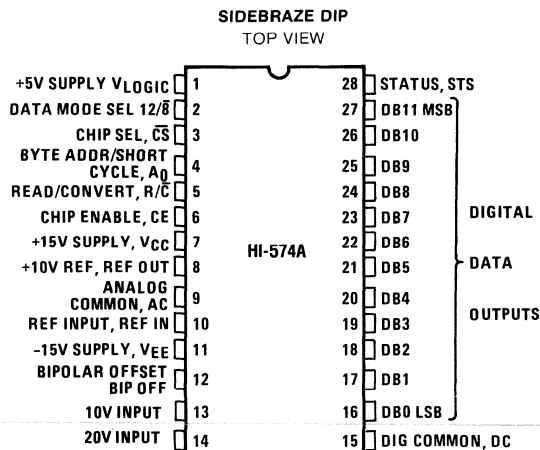 SIDEBRAZE DIP
TOP VIEW
+5V SUPPLY VLOGIC 1
DATA MODE SEL 12/8̅ 2
CHIP SEL, C̅S̅ 3
BYTE ADDR/SHORT
CYCLE, A0 4
READ/CONVERT, R/C̅ 5
CHIP ENABLE, CE 6
+15V SUPPLY, VCC 7
+10V REF, REF OUT 8
ANALOG
COMMON, AC 9
REF INPUT, REF IN 10
-15V SUPPLY, VEE 11
BIPOLAR OFFSET
BIP OFF 12
10V INPUT 13
20V INPUT 14
HI-574A
28 STATUS, STS
27 DB11 MSB
26 DB10
25 DB9
24 DB8
23 DB7
22 DB6
21 DB5
20 DB4
19 DB3
18 DB2
17 DB1
16 DB0 LSB
15 DIG COMMON, DC
DIGITAL
DATA
OUTPUTS